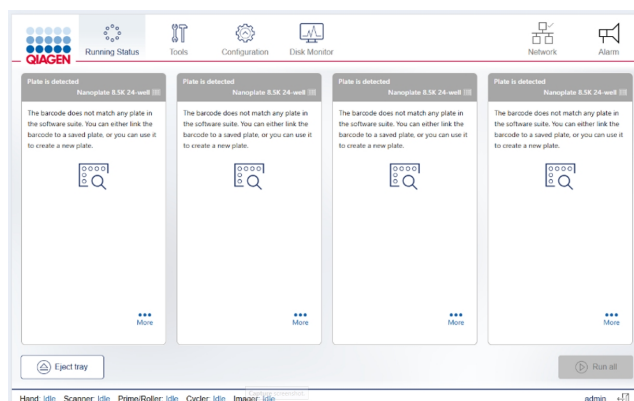 QIAGEN
Running Status
Tools
Configuration
Disk Monitor
Network
Alarm
Plate is detected
Nanoplate 8.5K 24-well
The barcode does not match any plate in
the software suite. You can either link the
barcode to a saved plate, or you can use it
to create a new plate.
More
Plate is detected
Nanoplate 8.5K 24-well
The barcode does not match any plate in
the software suite. You can either link the
barcode to a saved plate, or you can use it
to create a new plate.
More
Plate is detected
Nanoplate 8.5K 24-well
The barcode does not match any plate in
the software suite. You can either link the
barcode to a saved plate, or you can use it
to create a new plate.
More
Plate is detected
Nanoplate 8.5K 24-well
The barcode does not match any plate in
the software suite. You can either link the
barcode to a saved plate, or you can use it
to create a new plate.
More
Eject tray
Run all
Hand: Idle Scanner: Idle Prime/Roller: Idle Cycler: Idle Imager: Idle
admin